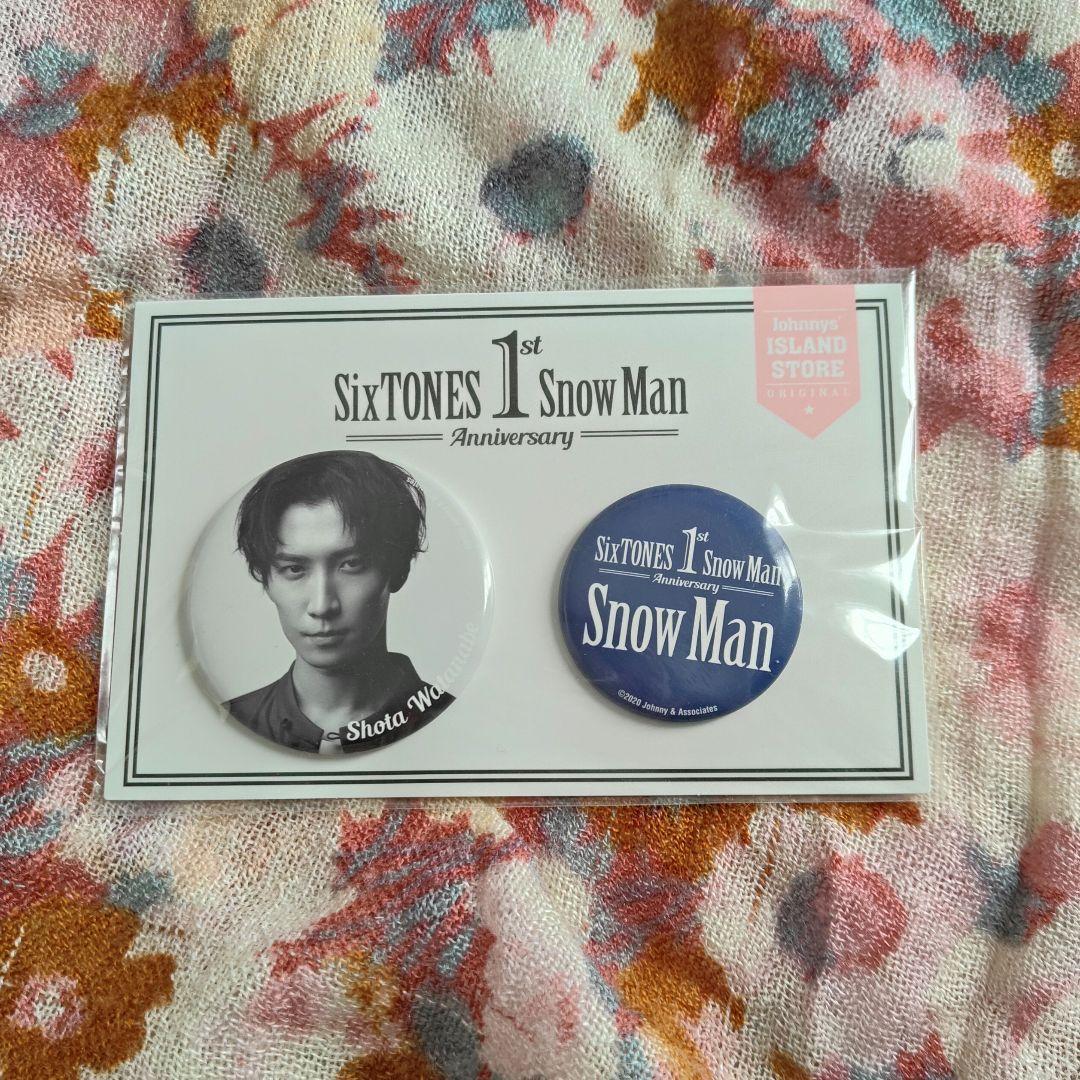 Johnnys'
ISLAND
STORE
ORIGINAL
SixTONES 1st Snow Man
Anniversary
Shota Watanabe
SixTONES 1st Snow Man
Anniversary
Snow Man
©2020 Johnny & Associates